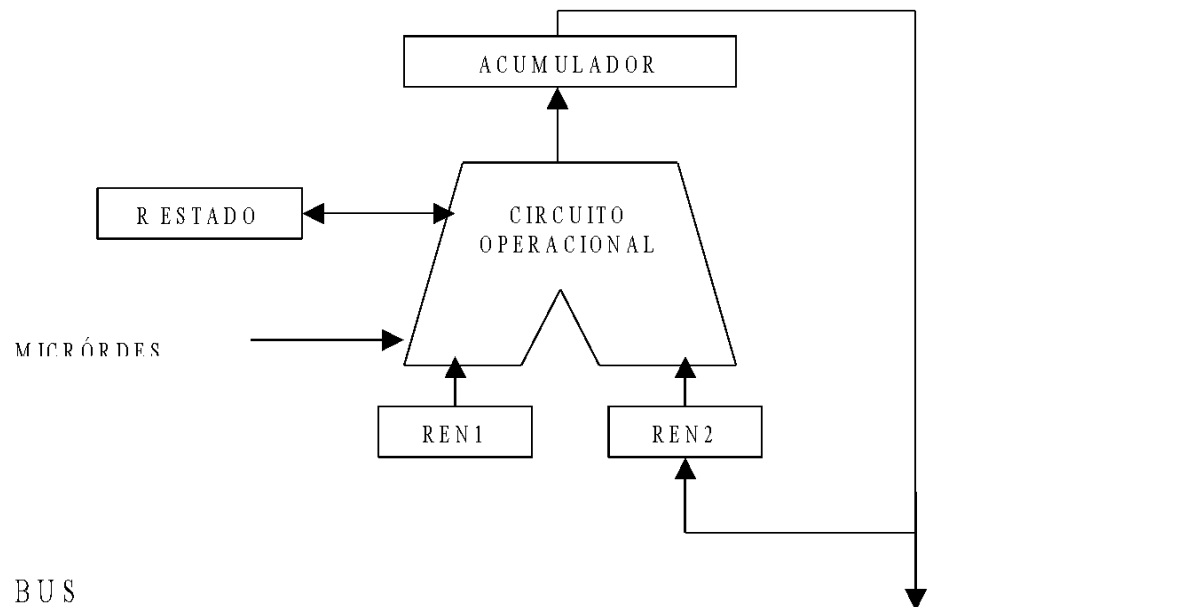 ACUMULADOR
R ESTADO
CIRCUITO
OPERACIONAL
MICRÓRDES
REN1
REN2
BUS